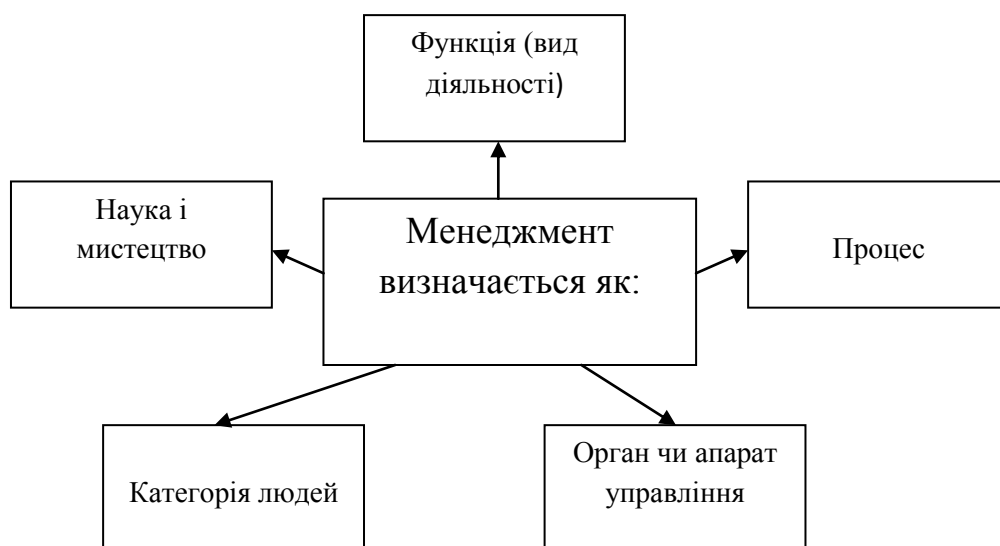 Функція (вид
діяльності)
Наука і
мистецтво
Менеджмент
визначається як:
Процес
Категорія людей
Орган чи апарат
управління